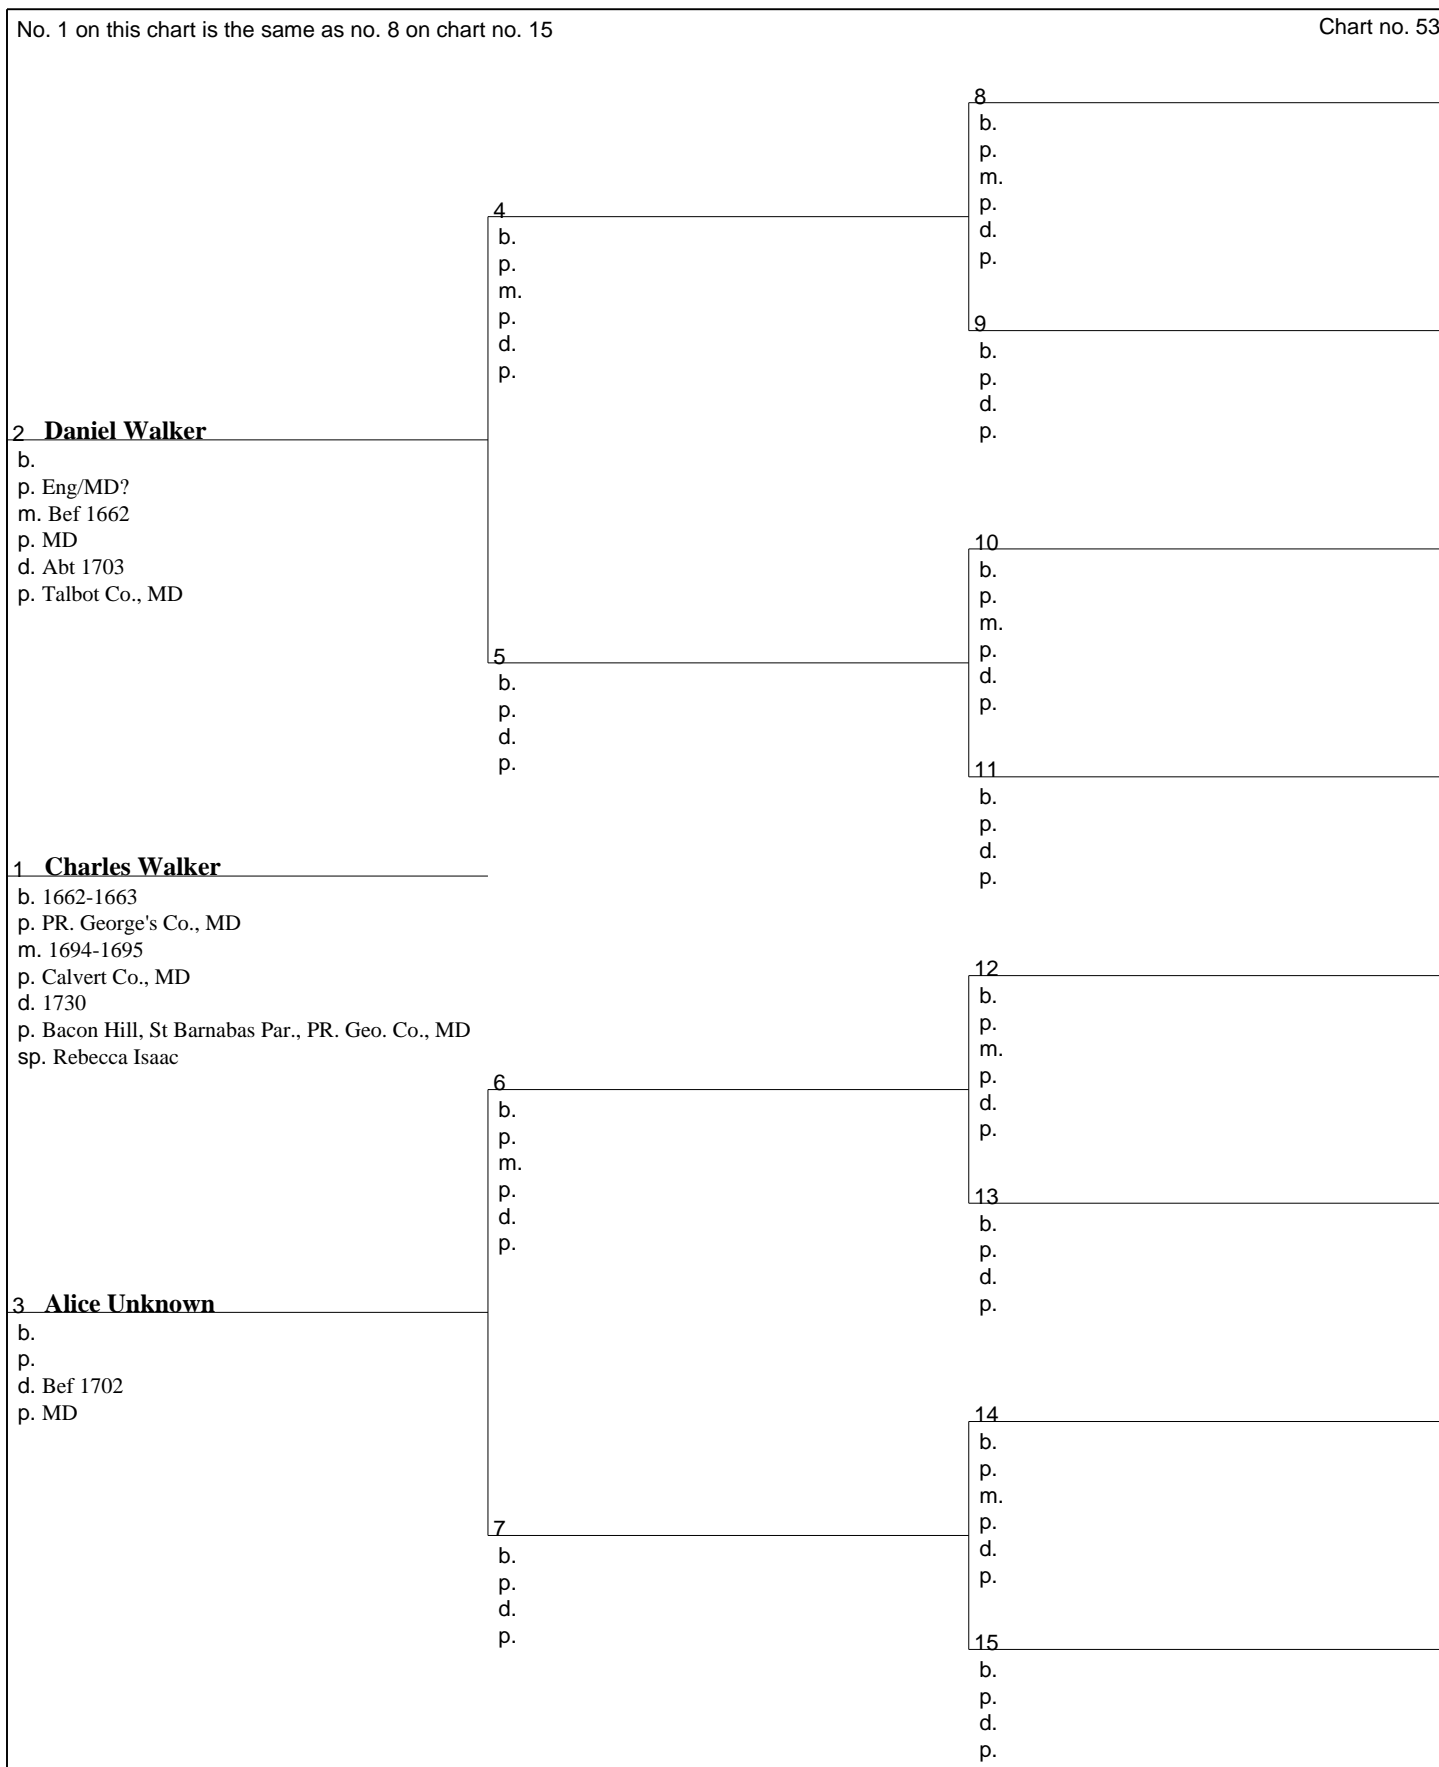 No. 1 on this chart is the same as no. 8 on chart no. 15
Chart no. 53
8
b.
p.
m.
p.
d.
p.
4
b.
p.
m.
p.
d.
p.
9
b.
p.
d.
p.
2 Daniel Walker
b.
p. Eng/MD?
m. Bef 1662
p. MD
d. Abt 1703
p. Talbot Co., MD
10
b.
p.
m.
p.
d.
p.
5
b.
p.
d.
p.
11
b.
p.
d.
p.
1 Charles Walker
b. 1662-1663
p. PR. George's Co., MD
m. 1694-1695
p. Calvert Co., MD
d. 1730
p. Bacon Hill, St Barnabas Par., PR. Geo. Co., MD
sp. Rebecca Isaac
12
b.
p.
m.
p.
d.
p.
6
b.
p.
m.
p.
d.
p.
13
b.
p.
d.
p.
3 Alice Unknown
b.
p.
d. Bef 1702
p. MD
14
b.
p.
m.
p.
d.
p.
7
b.
p.
d.
p.
15
b.
p.
d.
p.